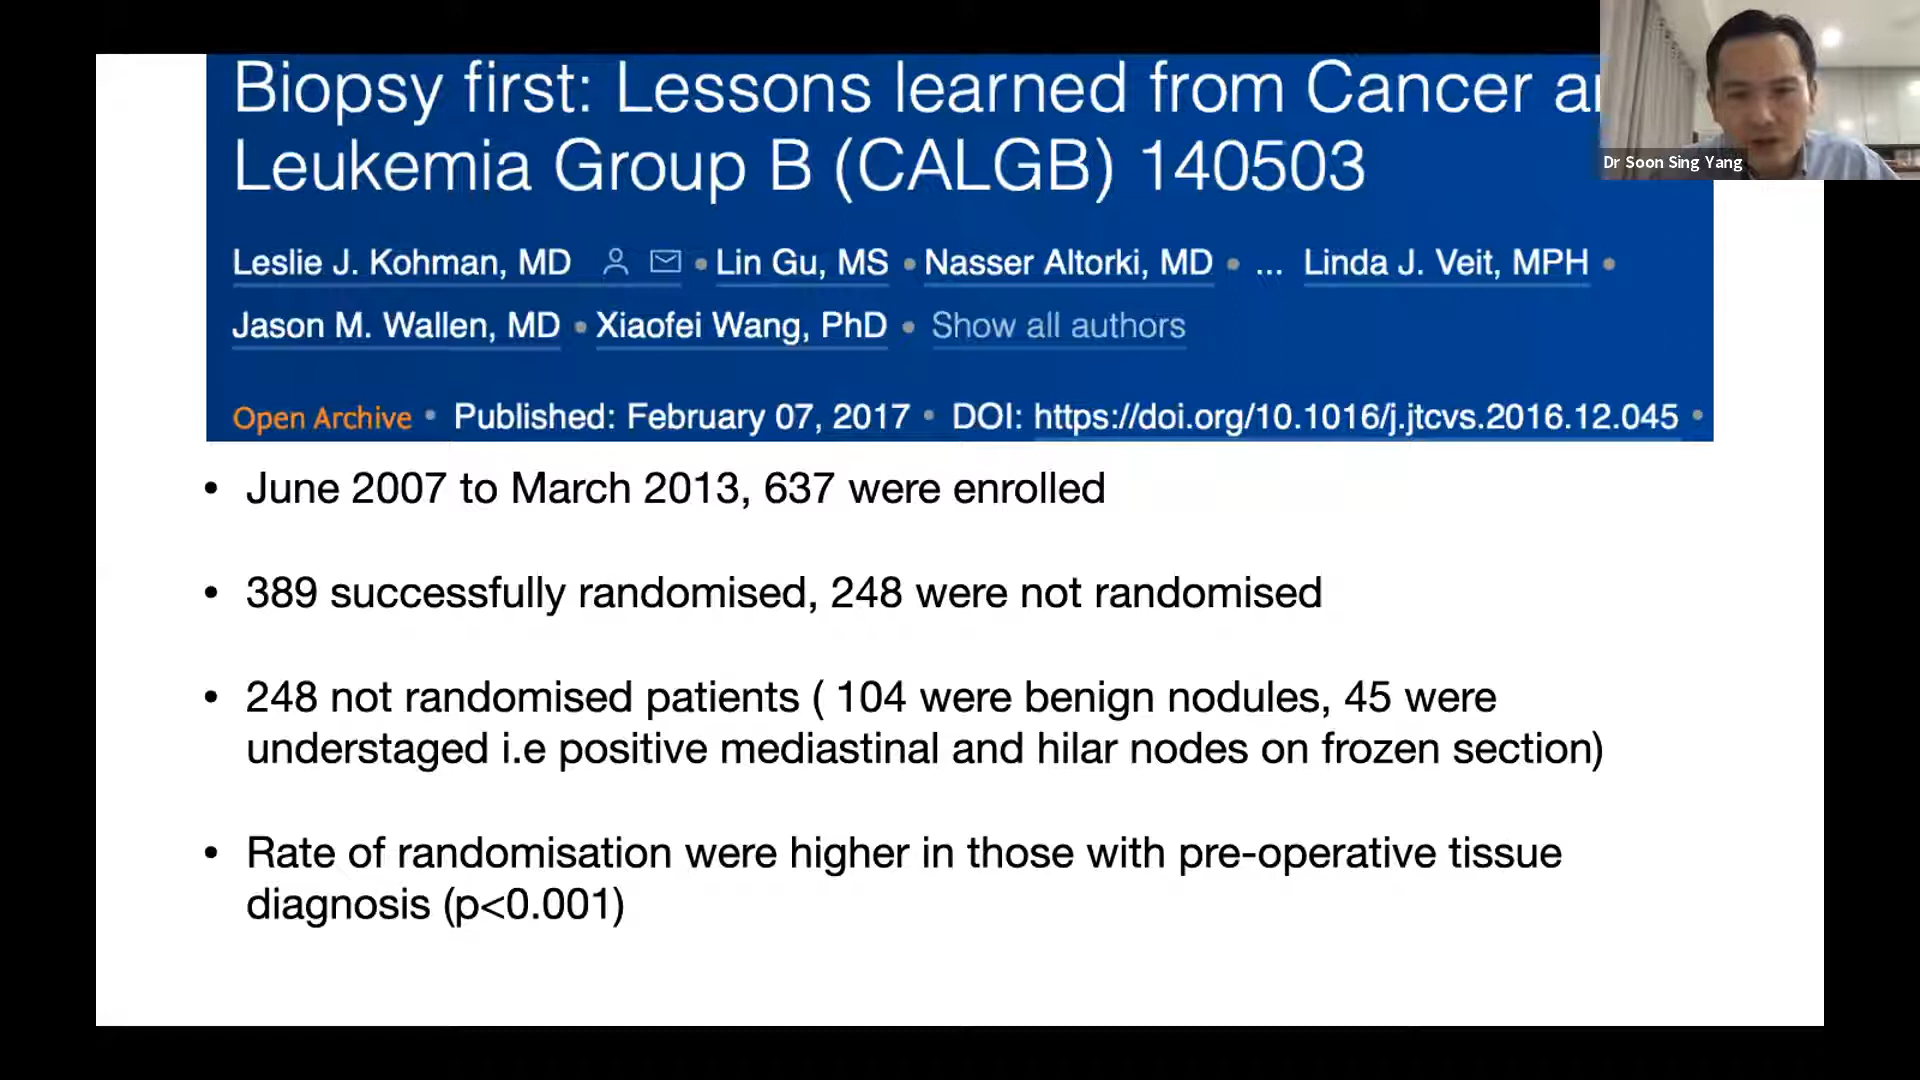 Biopsy first: Lessons learned from Cancer
Leukemia Group B (CALGB) 140503
Dr Soon Sing Yang
Leslie J. Kohman, MD • Lin Gu, MS • Nasser Altorki, MD • ... Linda J. Veit, MPH •
Jason M. Wallen, MD • Xiaofei Wang, PhD • Show all authors
Open Archive • Published: February 07, 2017 • DOI: https://doi.org/10.1016/j.jtcvs.2016.12.045 •
• June 2007 to March 2013, 637 were enrolled
• 389 successfully randomised, 248 were not randomised
• 248 not randomised patients ( 104 were benign nodules, 45 were
understaged i.e positive mediastinal and hilar nodes on frozen section)
• Rate of randomisation were higher in those with pre-operative tissue
diagnosis (p<0.001)